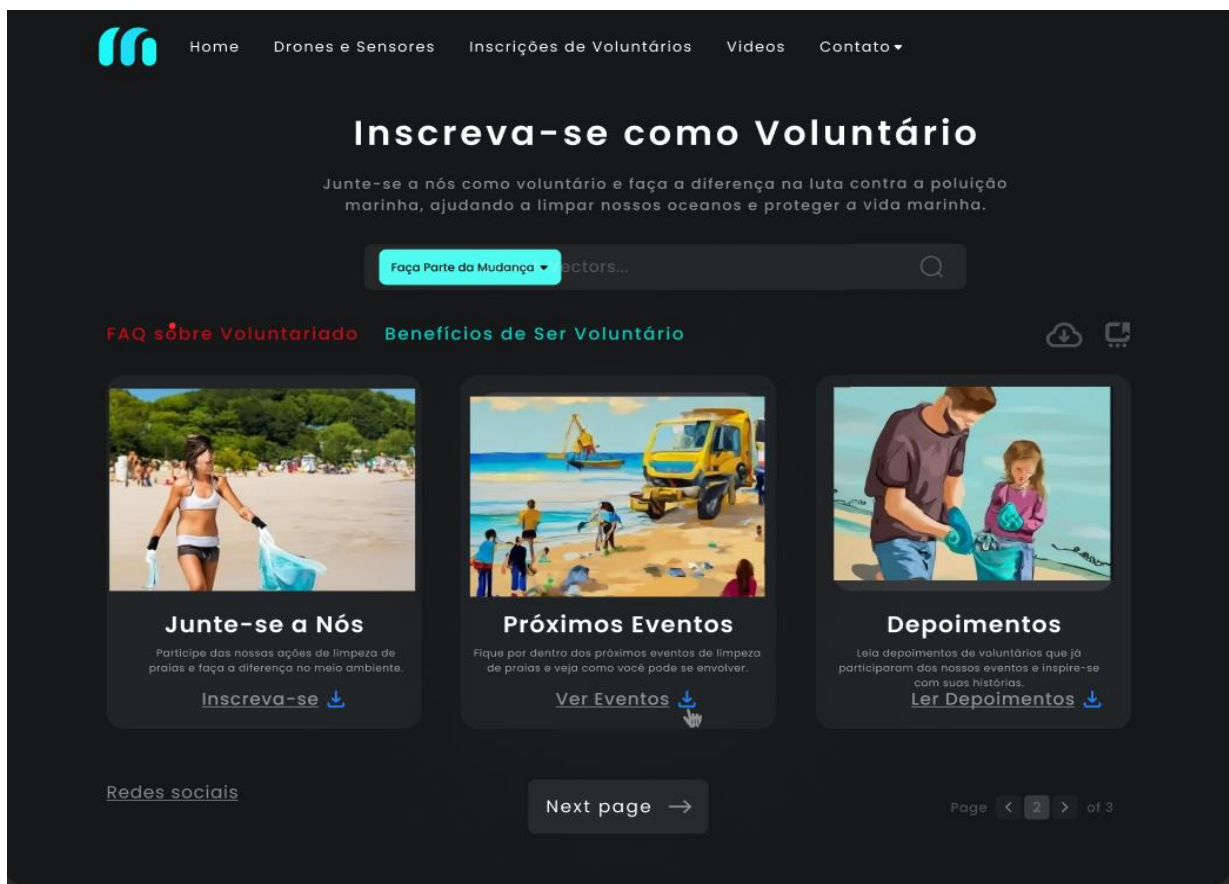 Home Drones e Sensores Inscrições de Voluntários Videos Contato
Inscreva-se como Voluntário
Junte-se a nós como voluntário e faça a diferença na luta contra a poluição
marinha, ajudando a limpar nossos oceanos e proteger a vida marinha.
Faça Parte da Mudança ectors...
FAQ sobre Voluntariado Benefícios de Ser Voluntário
Junte-se a Nós
Participe das nossas ações de limpeza de
praias e faça a diferença no meio ambiente.
Inscreva-se
Próximos Eventos
Fique por dentro dos próximos eventos de limpeza
de praias e veja como você pode se envolver.
Ver Eventos
Depoimentos
Leia depoimentos de voluntários que já
participaram dos nossos eventos e inspire-se
com suas histórias.
Ler Depoimentos
Redes sociais
Next page
Page 2 of 3